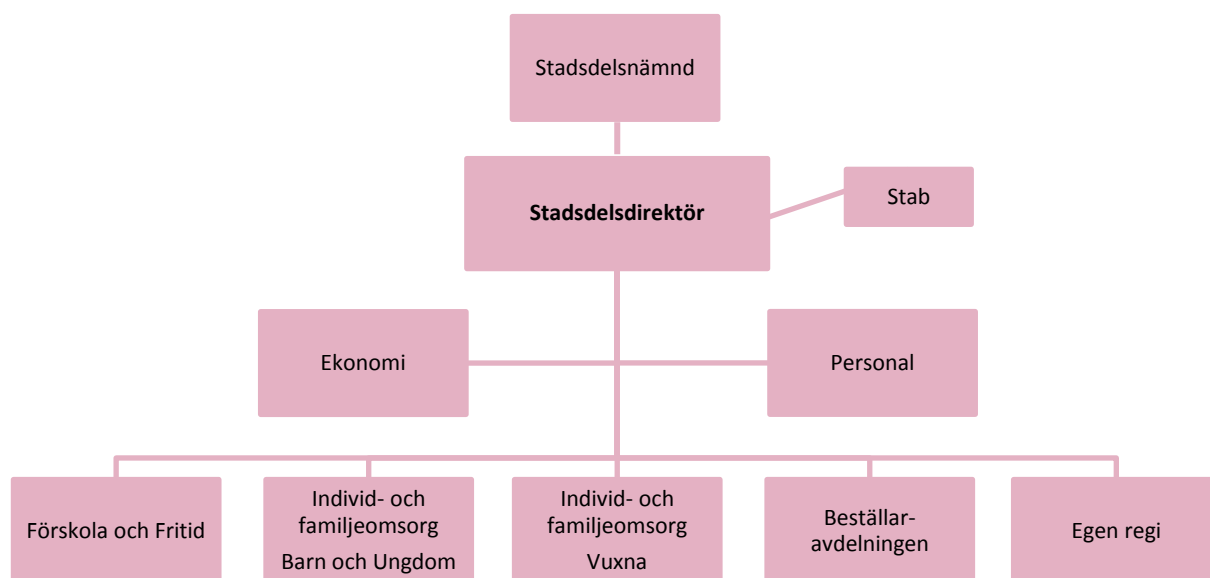 Stadsdelsnämnd
Stadsdelsdirektör
Stab
Ekonomi
Personal
Förskola och Fritid
Individ- och
familjeomsorg
Barn och Ungdom
Individ- och
familjeomsorg
Vuxna
Beställar-
avdelningen
Egen regi